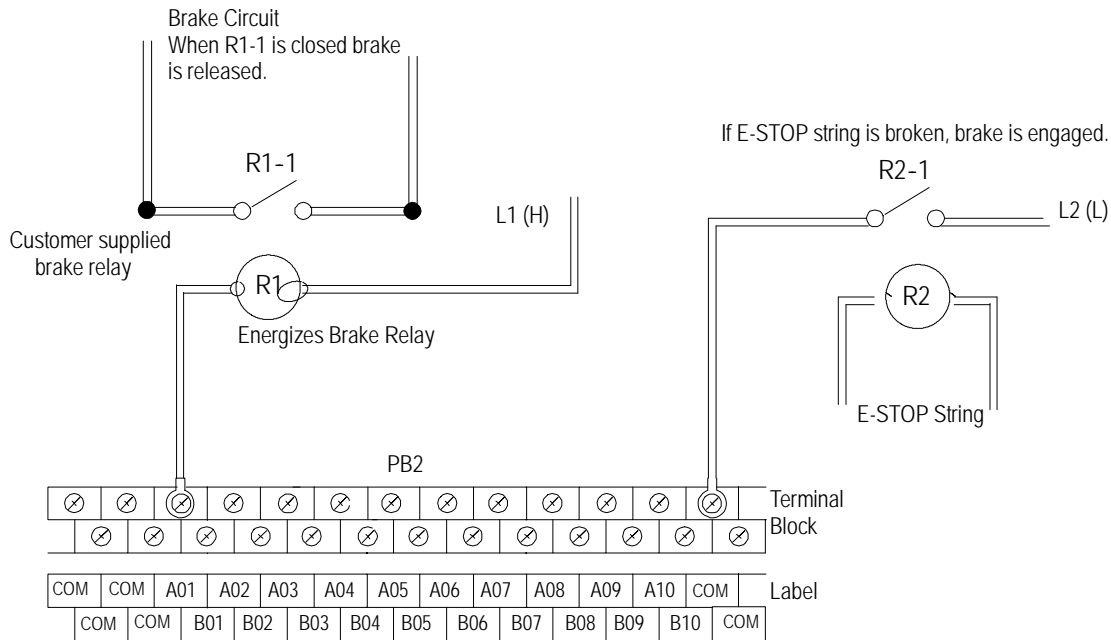 Brake Circuit
When R1-1 is closed brake
is released.
If E-STOP string is broken, brake is engaged.
R1-1
R2-1
L1 (H)
L2 (L)
Customer supplied
brake relay
R1
R2
Energizes Brake Relay
E-STOP String
PB2
Terminal
Block
COM COM A01 A02 A03 A04 A05 A06 A07 A08 A09 A10 COM
Label
COM COM B01 B02 B03 B04 B05 B06 B07 B08 B09 B10 COM